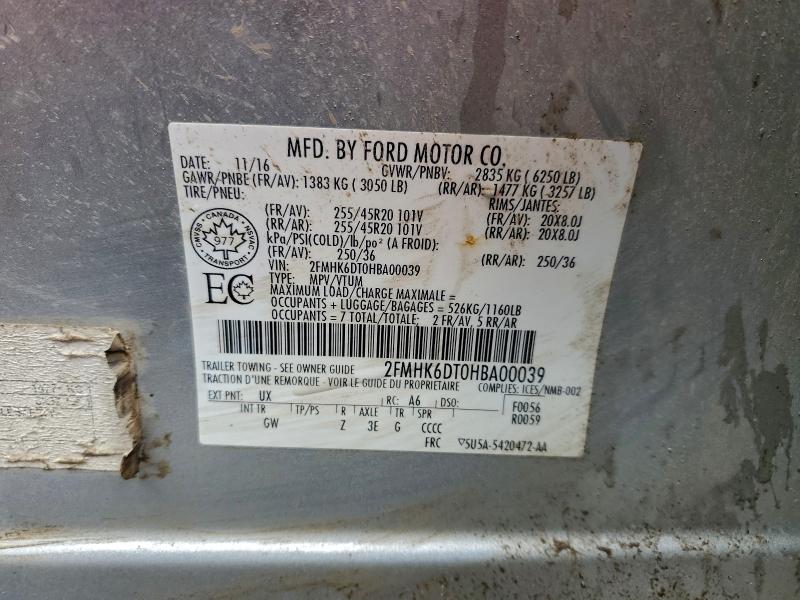 MFD. BY FORD MOTOR CO.
DATE: 11/16 GVWR/PNBV: 2835 KG ( 6250 LB)
GAWR/PNBE (FR/AV): 1383 KG ( 3050 LB) (RR/AR): 1477 KG ( 3257 LB)
TIRE/PNEU: RIMS/JANTES:
(FR/AV): 255/45R20 101V (FR/AV): 20X8.0J
(RR/AR): 255/45R20 101V (RR/AR): 20X8.0J
kPa/PSI(COLD)/lb/po² (A FROID):
(FR/AV): 250/36 (RR/AR): 250/36
VIN: 2FMHK6DT0HBA00039
TYPE: MPV/VTUM
MAXIMUM LOAD/CHARGE MAXIMALE =
OCCUPANTS + LUGGAGE/BAGAGES = 526KG/1160LB
OCCUPANTS = 7 TOTAL/TOTALE: 2 FR/AV, 5 RR/AR
CANADA
CMVSS NSVAC
977
TRANSPORT
EC
2FMHK6DT0HBA00039
TRAILER TOWING - SEE OWNER GUIDE
TRACTION D'UNE REMORQUE - VOIR LE GUIDE DU PROPRIETAIRE COMPLIES: ICES/NMB-002
EXT PNT: UX RC: A6 DSO: F0056
R0059
INT TR TP/PS R AXLE TR SPR
GW Z 3E G CCCC
FRC ▽5U5A-5420472-AA